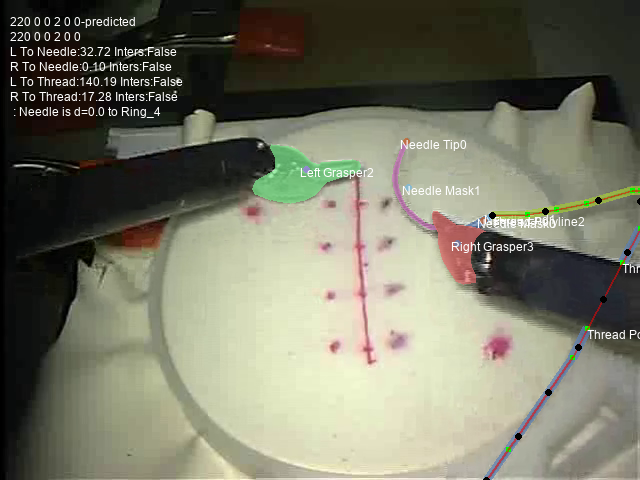 220 0 0 2 0 0-predicted
220 0 0 2 0 0
L To Needle:32.72 Inters:False
R To Needle:0.10 Inters:False
L To Thread:140.19 Inters:False
R To Thread:17.28 Inters:False
: Needle is d=0.0 to Ring_4
Needle Tip0
Left Grasper2
Needle Mask1
Right Grasper3
Thr
Thread Po